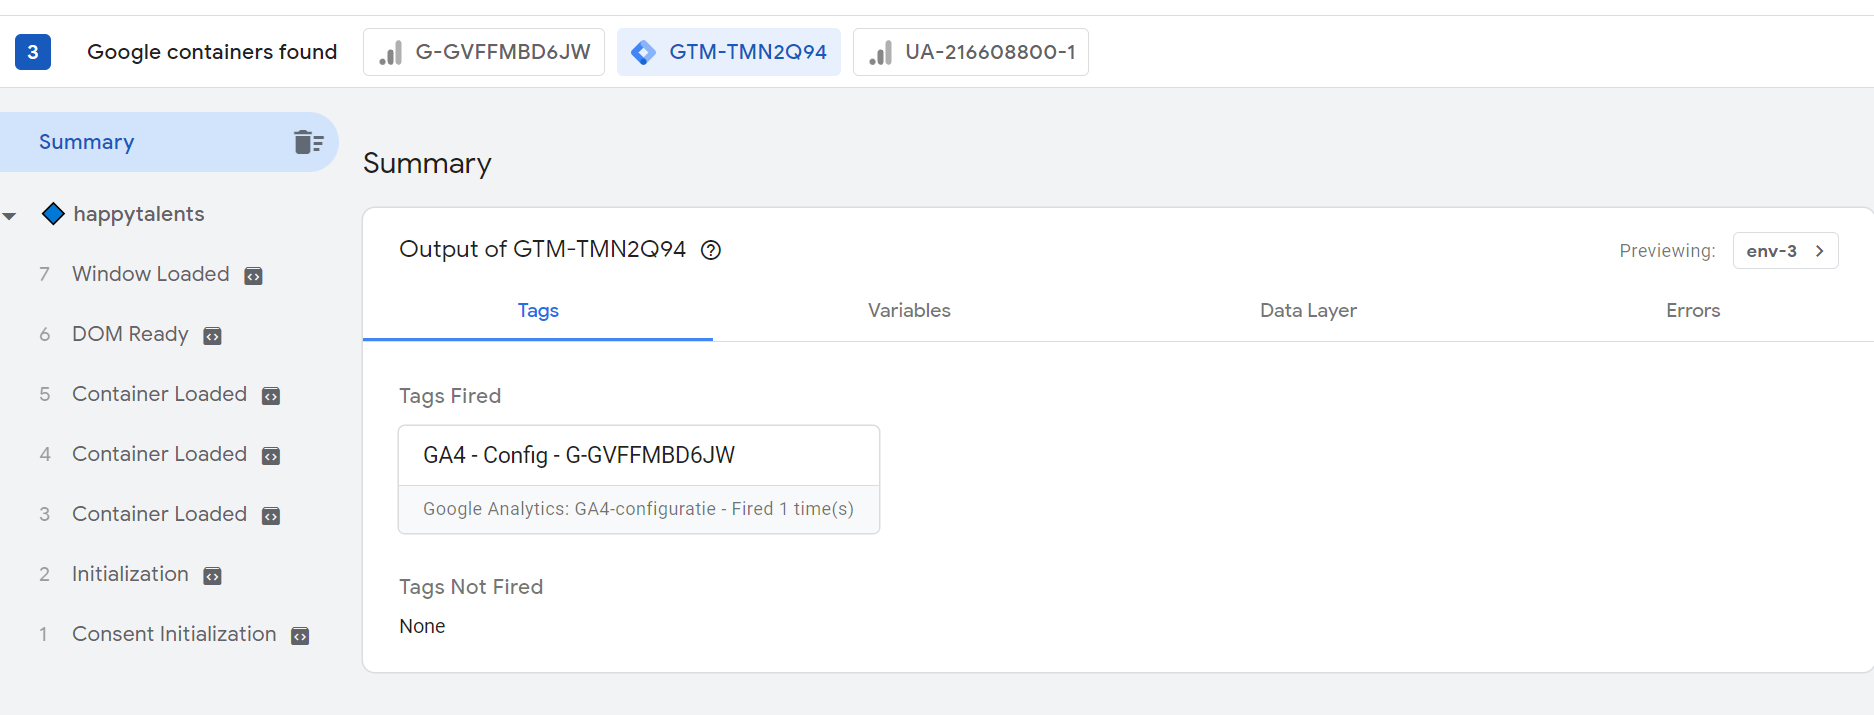 3 Google containers found G-GVFFMBD6JW GTM-TMN2Q94 UA-216608800-1
Summary
happytalents
7 Window Loaded
6 DOM Ready
5 Container Loaded
4 Container Loaded
3 Container Loaded
2 Initialization
1 Consent Initialization
Summary
Output of GTM-TMN2Q94 Previewing: env-3
Tags Variables Data Layer Errors
Tags Fired
GA4 - Config - G-GVFFMBD6JW
Google Analytics: GA4-configuratie - Fired 1 time(s)
Tags Not Fired
None